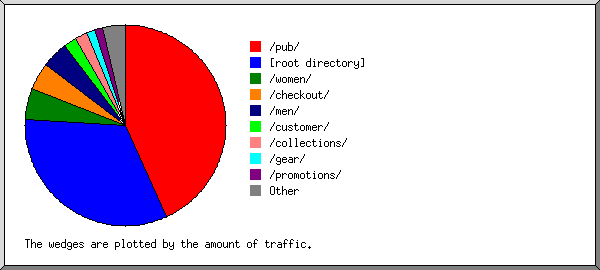 /pub/
[root directory]
/women/
/checkout/
/men/
/customer/
/collections/
/gear/
/promotions/
Other
The wedges are plotted by the amount of traffic.